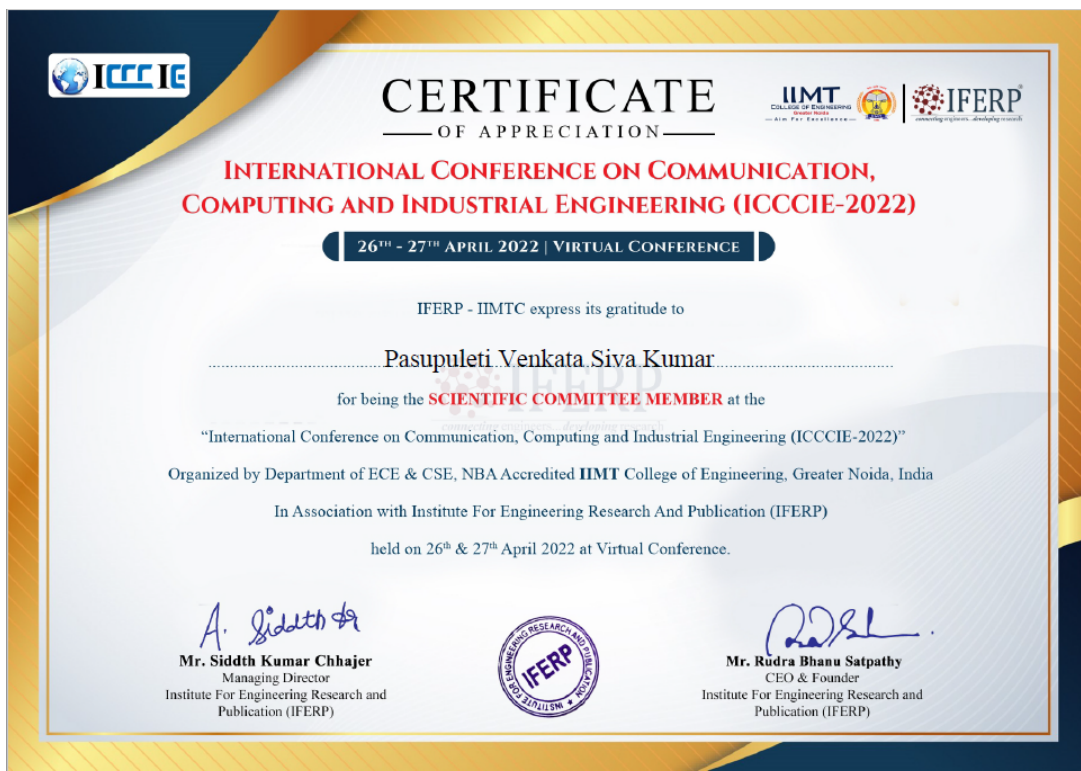 ICCCIE
CERTIFICATE
OF APPRECIATION
IIMT
COLLEGE OF ENGINEERING
Greater Noida
Aim For Excellence
IFERP®
connecting engineers...developing research
INTERNATIONAL CONFERENCE ON COMMUNICATION,
COMPUTING AND INDUSTRIAL ENGINEERING (ICCCIE-2022)
26TH - 27TH APRIL 2022 | VIRTUAL CONFERENCE
IFERP - IIMTC express its gratitude to
Pasupuleti Venkata Siva Kumar
IFERP
connecting engineers...developing research
for being the SCIENTIFIC COMMITTEE MEMBER at the
“International Conference on Communication, Computing and Industrial Engineering (ICCCIE-2022)”
Organized by Department of ECE & CSE, NBA Accredited IIMT College of Engineering, Greater Noida, India
In Association with Institute For Engineering Research And Publication (IFERP)
held on 26th & 27th April 2022 at Virtual Conference.
A. Siddth
Mr. Siddth Kumar Chhajer
Managing Director
Institute For Engineering Research and
Publication (IFERP)
INSTITUTE FOR ENGINEERING RESEARCH AND PUBLICATION
IFERP
Mr. Rudra Bhanu Satpathy
CEO & Founder
Institute For Engineering Research and
Publication (IFERP)